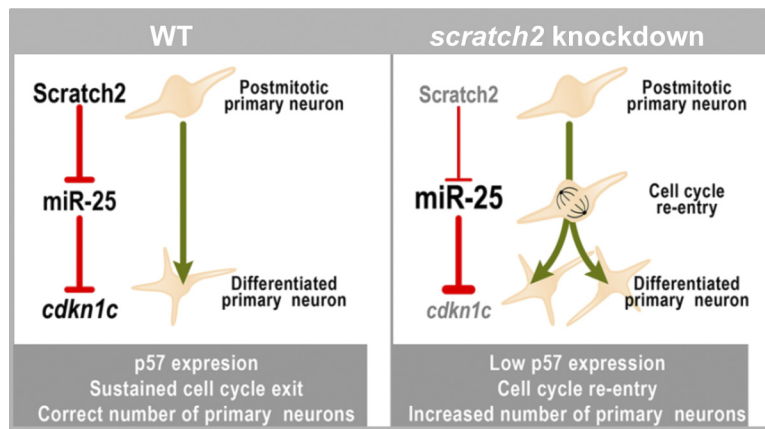 WT
Scratch2
Postmitotic
primary neuron
miR-25
cdkn1c
Differentiated
primary neuron
p57 expresion
Sustained cell cycle exit
Correct number of primary neurons
scratch2 knockdown
Scratch2
Postmitotic
primary neuron
miR-25
Cell cycle
re-entry
cdkn1c
Differentiated
primary neuron
Low p57 expression
Cell cycle re-entry
Increased number of primary neurons